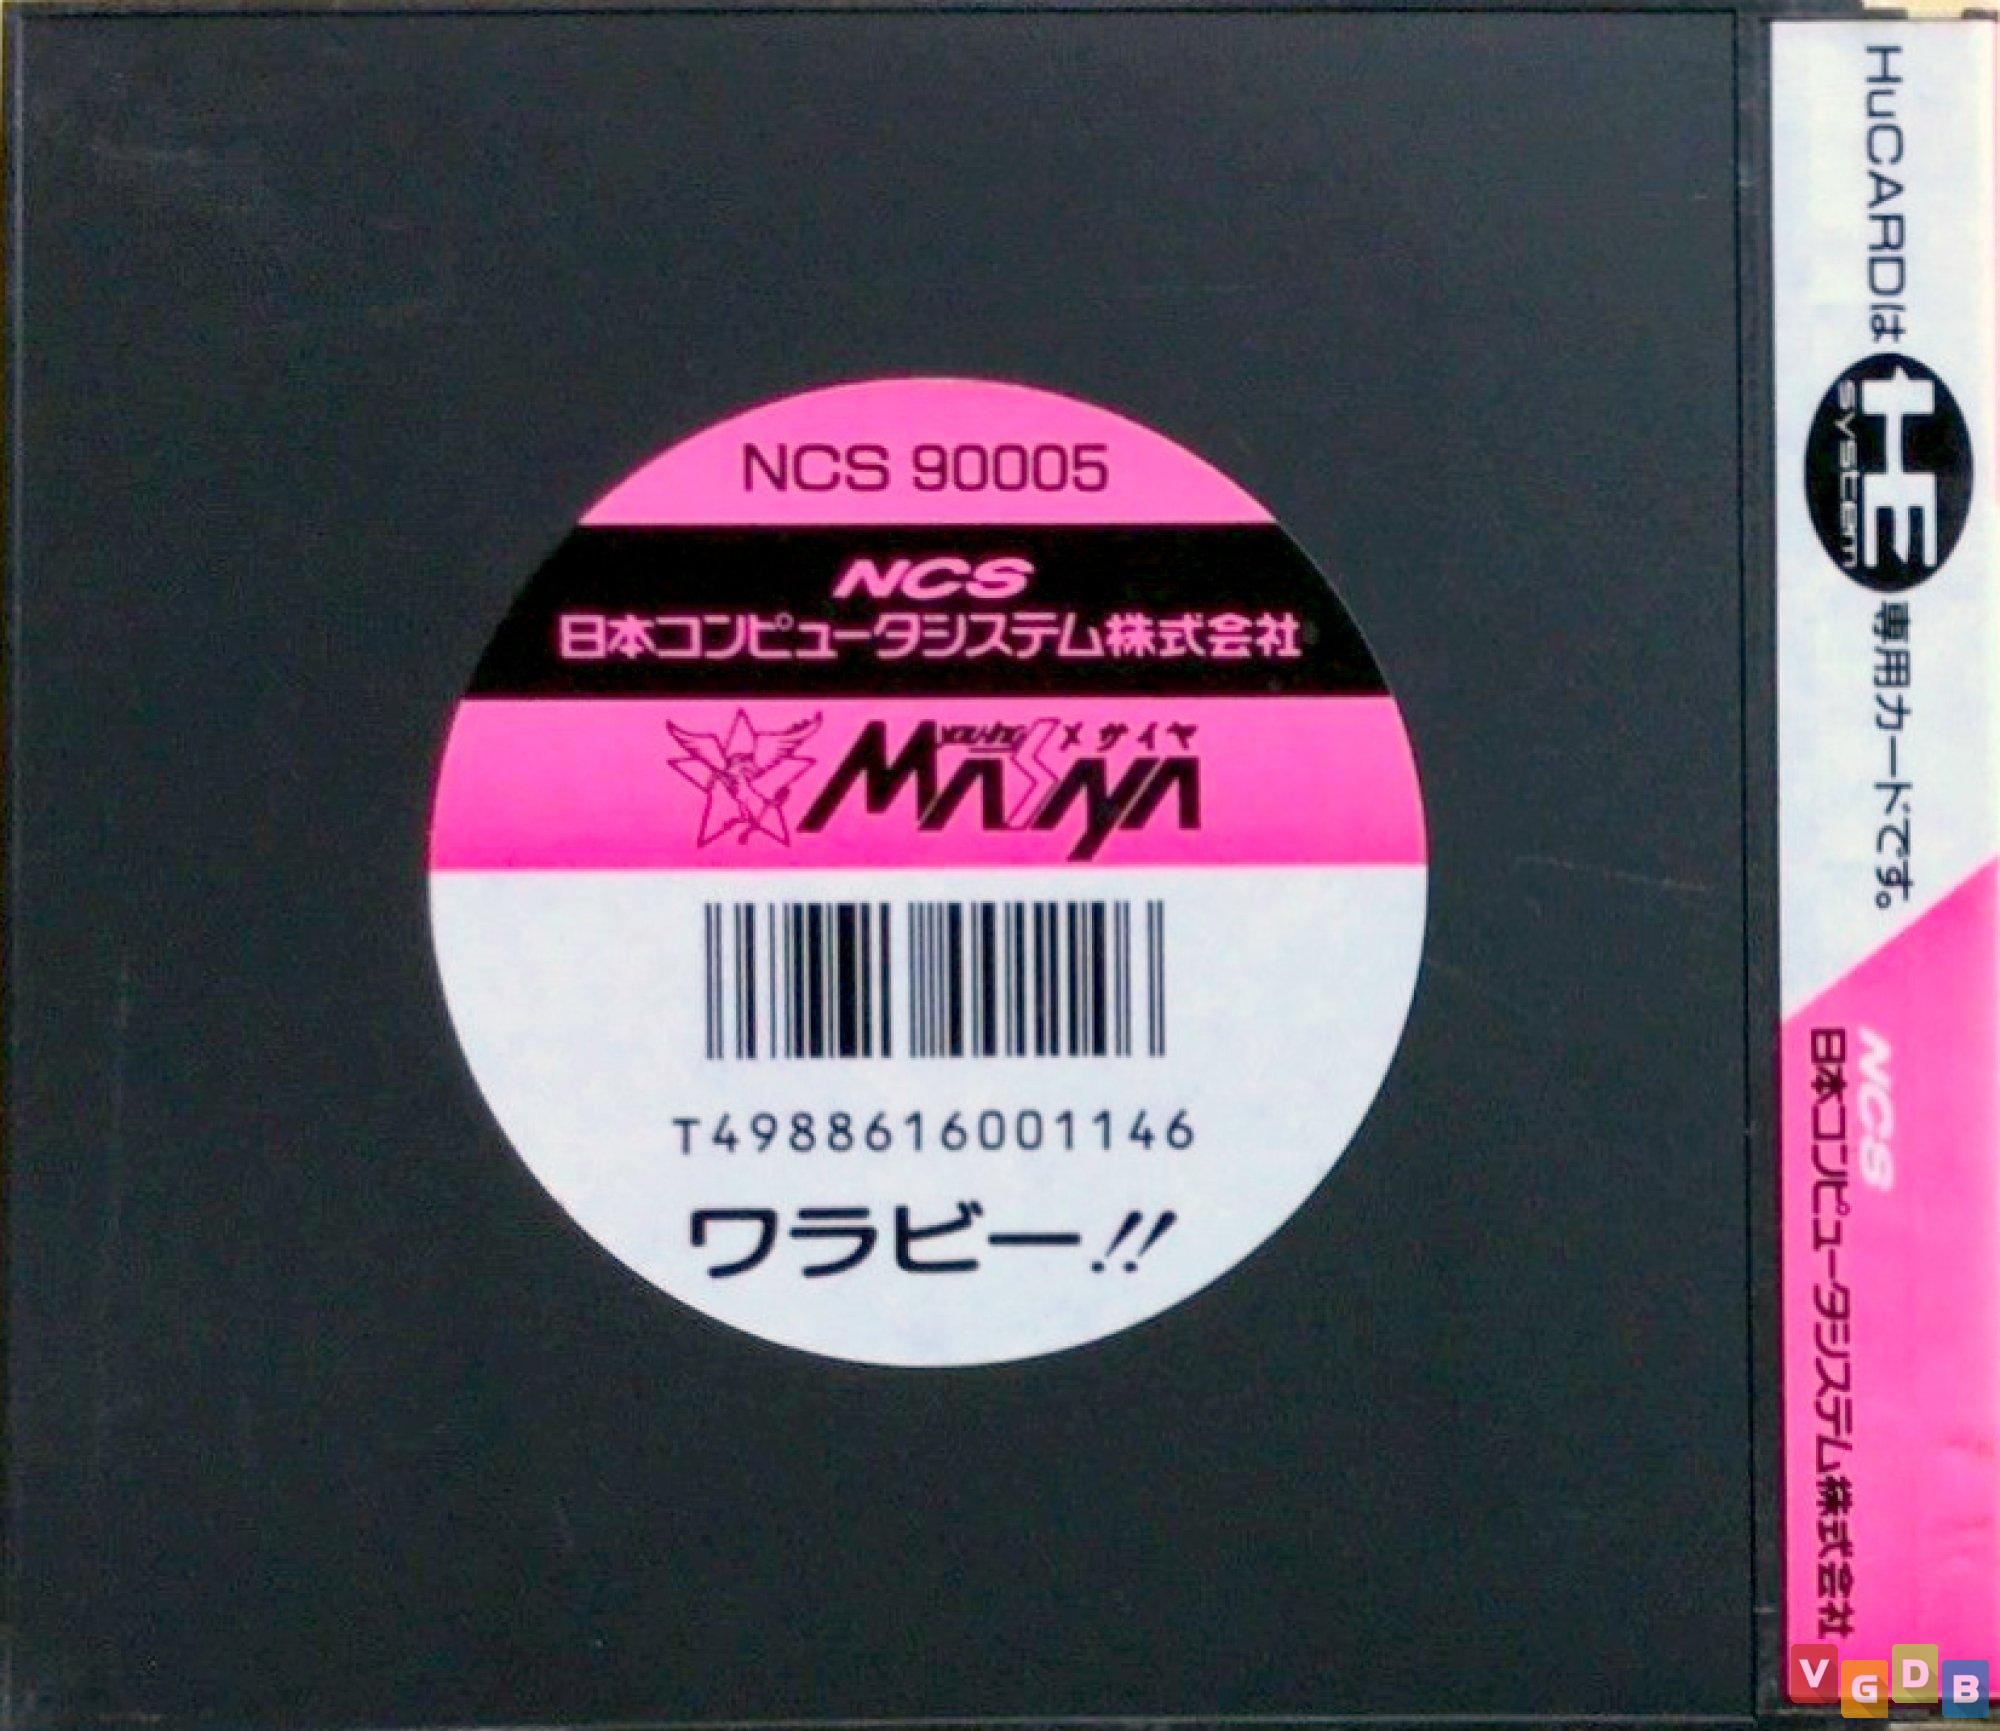 NCS 90005
NCS
日本コンピュータシステム株式会社
young メサイヤ
MASAYA
T4988616001146
ワラビー!!
HuCARDは HE system 専用カードです。
NCS
日本コンピュータシステム株式会社
VGDB